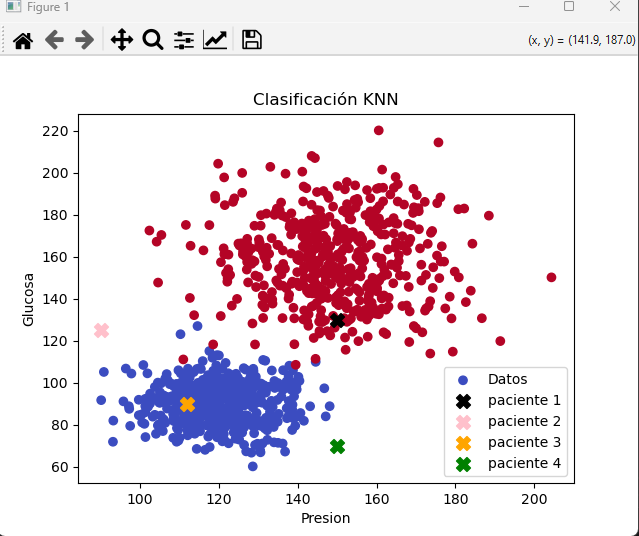 Figure 1
(x, y) = (141.9, 187.0)
Clasificación KNN
220
200
180
160
140
120
100
80
60
Glucosa
100 120 140 160 180 200
Presion
Datos
paciente 1
paciente 2
paciente 3
paciente 4